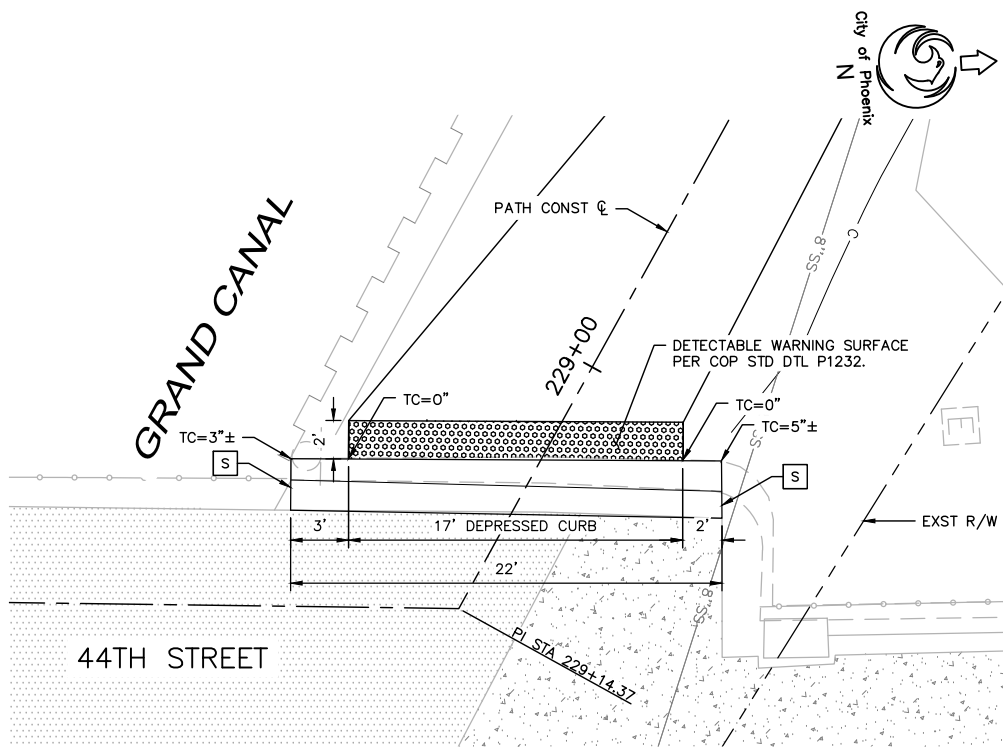 City of Phoenix
N
PATH CONST ℄
8"SS
C
GRAND CANAL
229+00
DETECTABLE WARNING SURFACE
PER COP STD DTL P1232.
TC=0"
TC=0"
TC=3"±
2'
TC=5"±
S
SS
E
S
3'
17' DEPRESSED CURB
2'
EXST R/W
22'
8"SS
PI STA 229+14.37
44TH STREET